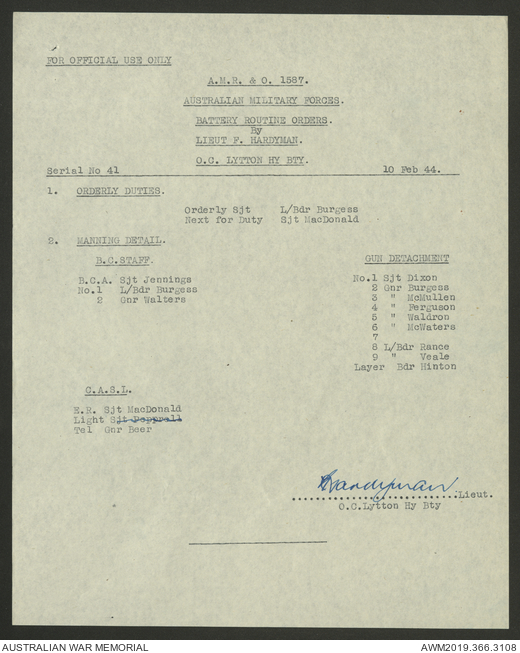 FOR OFFICIAL USE ONLY
A.M.R. & O. 1587.
AUSTRALIAN MILITARY FORCES.
BATTERY ROUTINE ORDERS.
By
LIEUT F. HARDYMAN.
O.C. LYTTON HY BTY.
Serial No 41 10 Feb 44.
1. ORDERLY DUTIES.
Orderly Sjt L/Bdr Burgess
Next for Duty Sjt MacDonald
2. MANNING DETAIL.
B.C.STAFF.
B.C.A. Sjt Jennings
No.1 L/Bdr Burgess
2 Gnr Walters
GUN DETACHMENT
No.1 Sjt Dixon
2 Gnr Burgess
3 " McMullen
4 " Ferguson
5 " Waldron
6 " McWaters
7
8 L/Bdr Rance
9 " Veale
Layer Bdr Hinton
C.A.S.L.
E.R. Sjt MacDonald
Light Sjt Pepprell
Tel Gnr Beer
Hardyman
Lieut.
O.C.Lytton Hy Bty
AUSTRALIAN WAR MEMORIAL AWM2019.366.3108